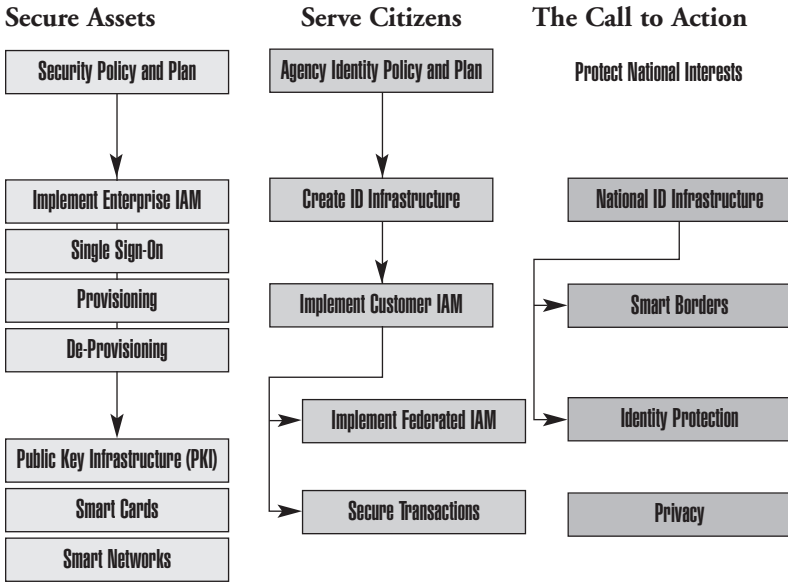 Secure Assets
Serve Citizens
The Call to Action
Security Policy and Plan
Agency Identity Policy and Plan
Protect National Interests
Implement Enterprise IAM
Create ID Infrastructure
National ID Infrastructure
Single Sign-On
Provisioning
Implement Customer IAM
Smart Borders
De-Provisioning
Implement Federated IAM
Identity Protection
Public Key Infrastructure (PKI)
Smart Cards
Secure Transactions
Privacy
Smart Networks